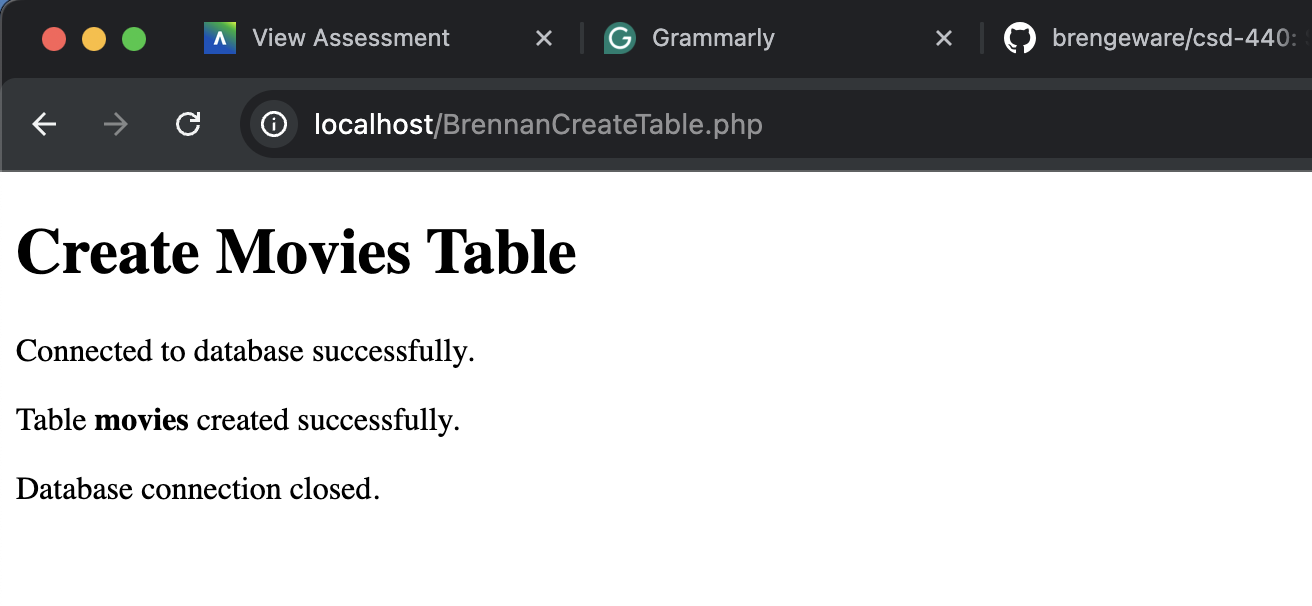 View Assessment
Grammarly
brengeware/csd-440:
localhost/BrennanCreateTable.php
Create Movies Table
Connected to database successfully.
Table movies created successfully.
Database connection closed.